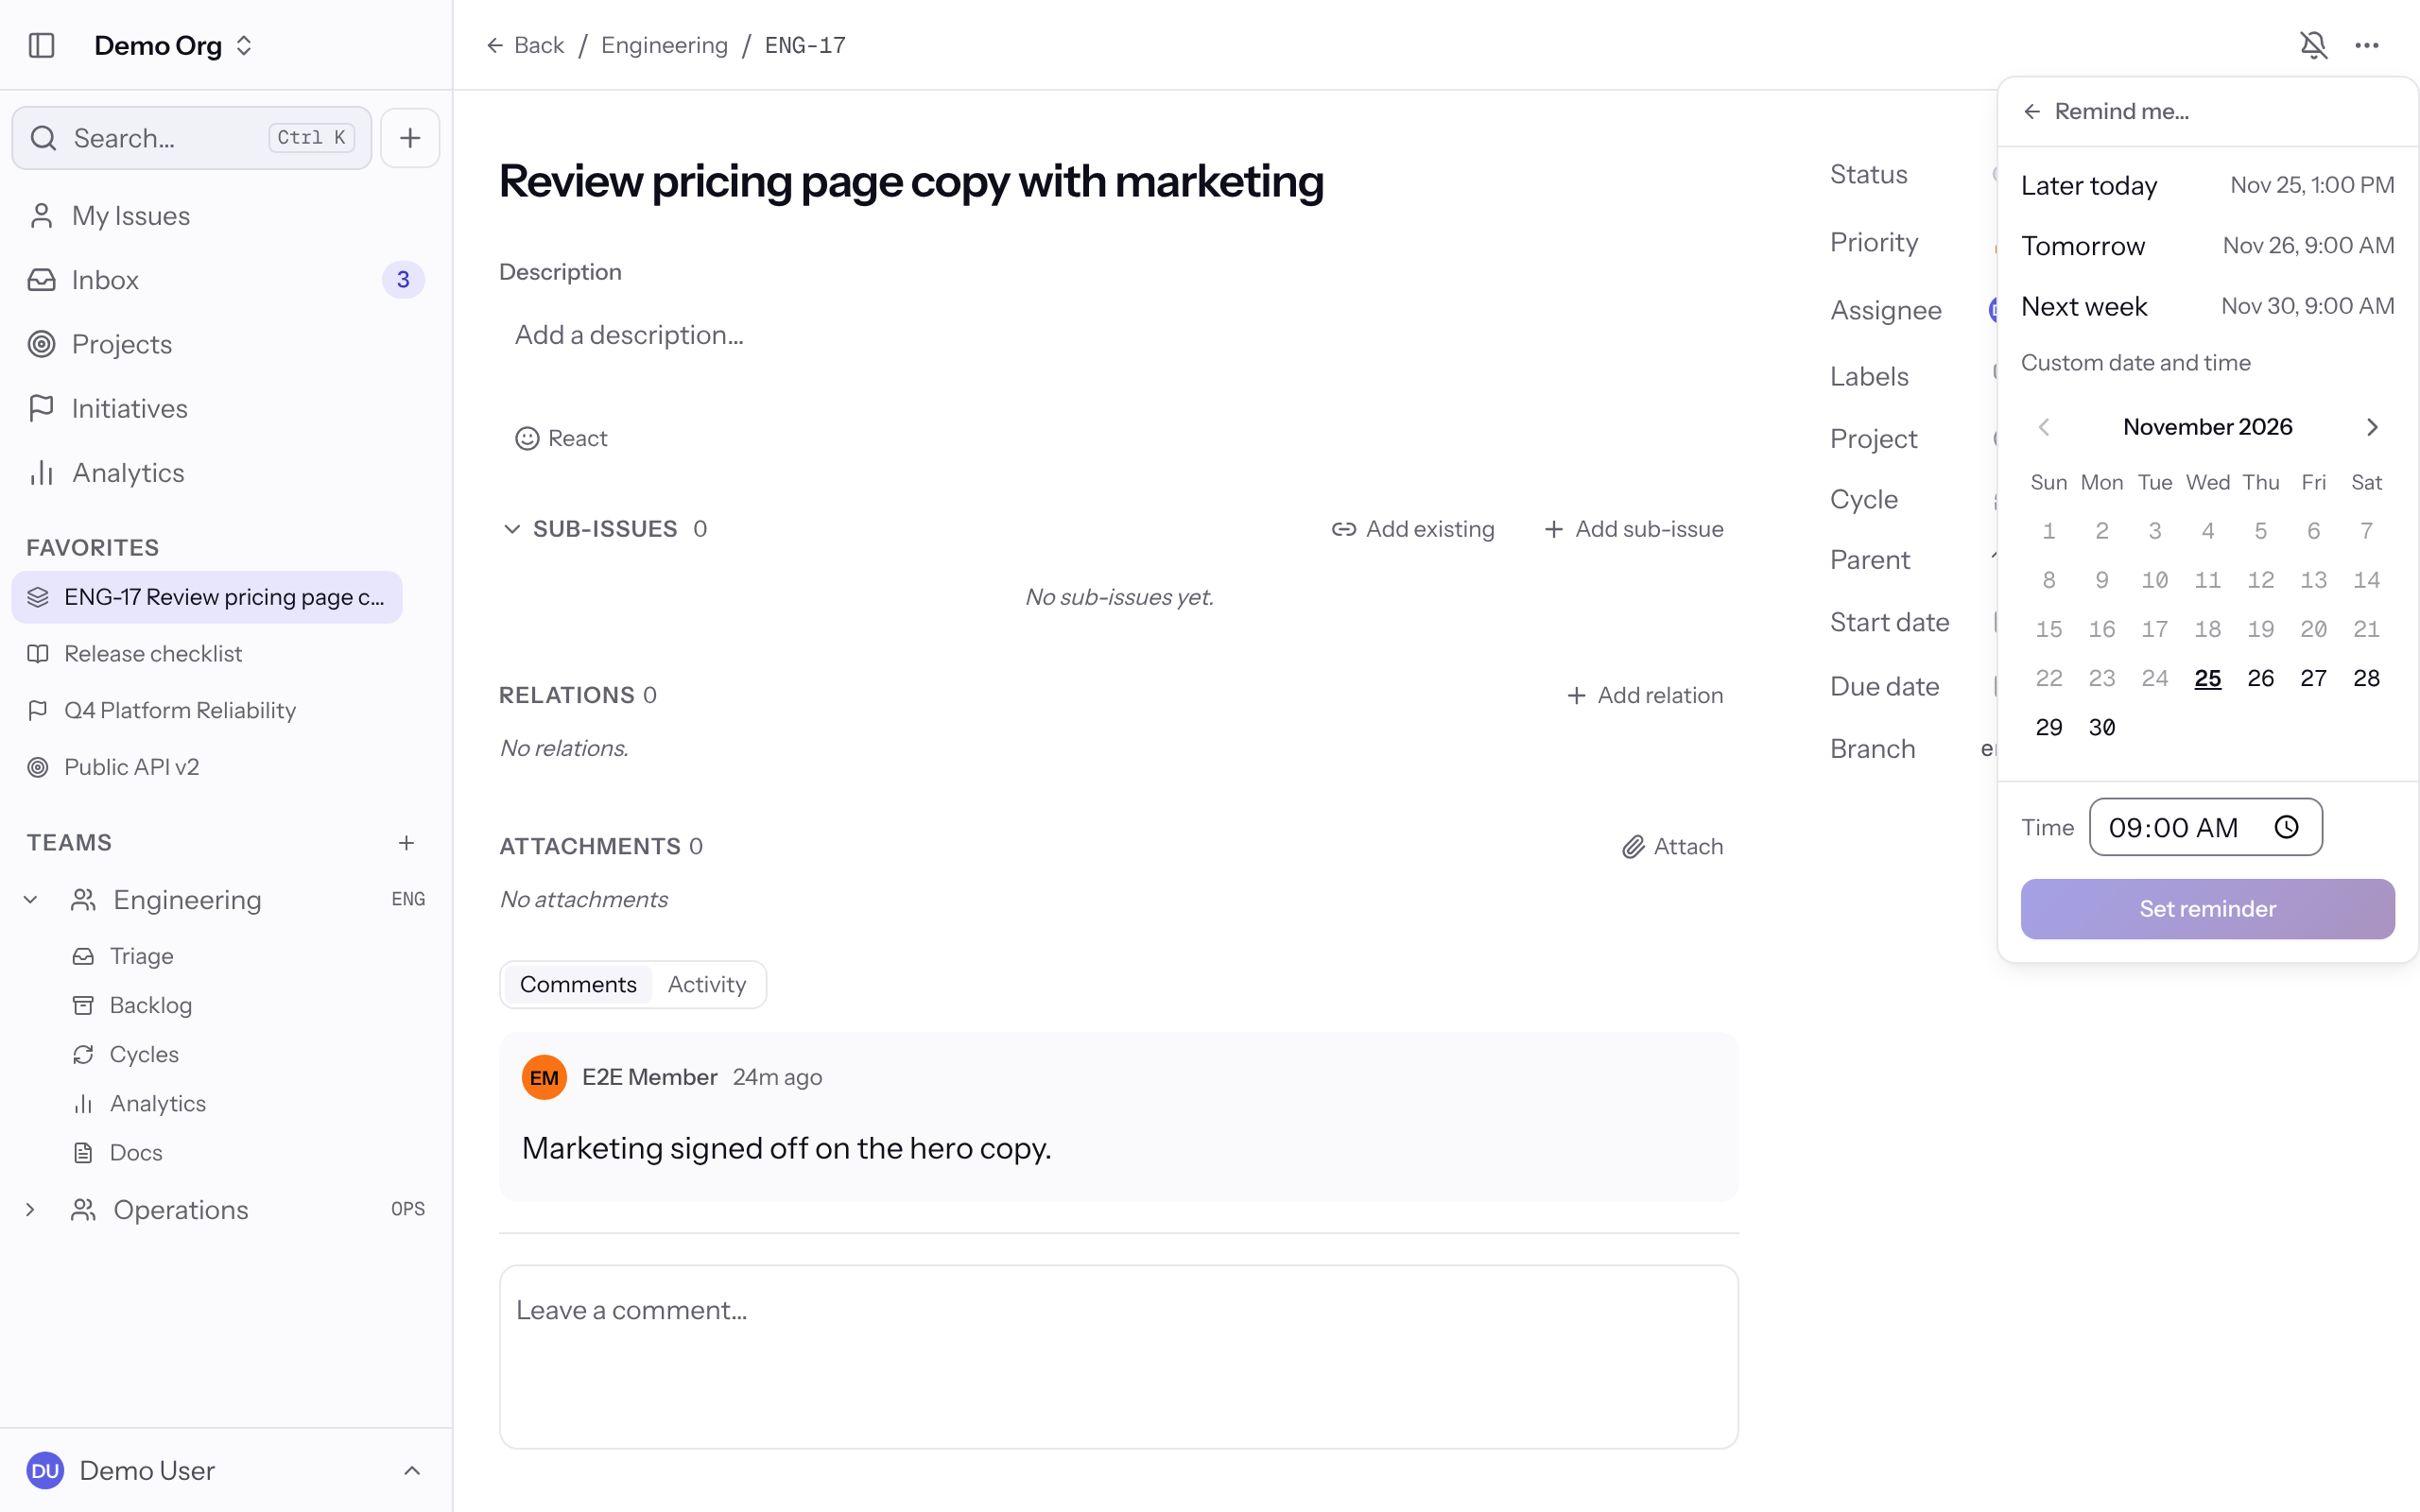 Demo Org
Search...
Ctrl K
My Issues
Inbox 3
Projects
Initiatives
Analytics
FAVORITES
ENG-17 Review pricing page c...
Release checklist
Q4 Platform Reliability
Public API v2
TEAMS
Engineering ENG
Triage
Backlog
Cycles
Analytics
Docs
Operations OPS
DU Demo User
Back / Engineering / ENG-17
Review pricing page copy with marketing
Description
Add a description...
React
SUB-ISSUES 0
Add existing
Add sub-issue
No sub-issues yet.
RELATIONS 0
Add relation
No relations.
ATTACHMENTS 0
Attach
No attachments
Comments
Activity
EM E2E Member 24m ago
Marketing signed off on the hero copy.
Leave a comment...
Status
Priority
Assignee
Labels
Project
Cycle
Parent
Start date
Due date
Branch
Remind me...
Later today Nov 25, 1:00 PM
Tomorrow Nov 26, 9:00 AM
Next week Nov 30, 9:00 AM
Custom date and time
November 2026
Sun Mon Tue Wed Thu Fri Sat
1 2 3 4 5 6 7
8 9 10 11 12 13 14
15 16 17 18 19 20 21
22 23 24 25 26 27 28
29 30
Time 09:00 AM
Set reminder